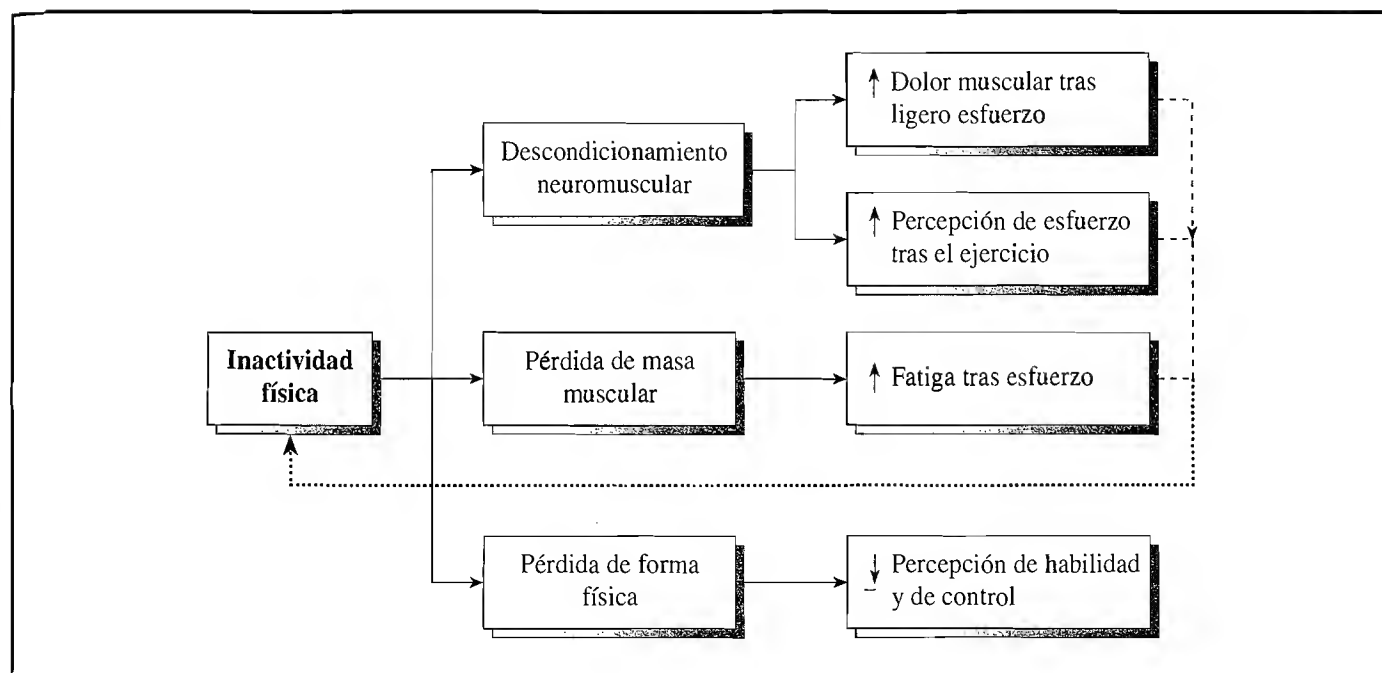 ↑ Dolor muscular tras
ligero esfuerzo
Descondicionamiento
neuromuscular
↑ Percepción de esfuerzo
tras el ejercicio
Inactividad
física
Pérdida de masa
muscular
↑ Fatiga tras esfuerzo
Pérdida de forma
física
↓ Percepción de habilidad
y de control